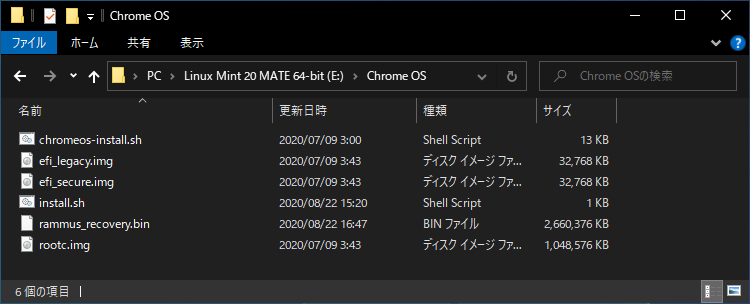 Chrome OS
ファイル ホーム 共有 表示
PC Linux Mint 20 MATE 64-bit (E:) Chrome OS Chrome OSの検索
名前 更新日時 種類 サイズ
chromeos-install.sh 2020/07/09 3:00 Shell Script 13 KB
efi_legacy.img 2020/07/09 3:43 ディスク イメージ ファ... 32,768 KB
efi_secure.img 2020/07/09 3:43 ディスク イメージ ファ... 32,768 KB
install.sh 2020/08/22 15:20 Shell Script 1 KB
rammus_recovery.bin 2020/08/22 16:47 BIN ファイル 2,660,376 KB
rootc.img 2020/07/09 3:43 ディスク イメージ ファ... 1,048,576 KB
6 個の項目